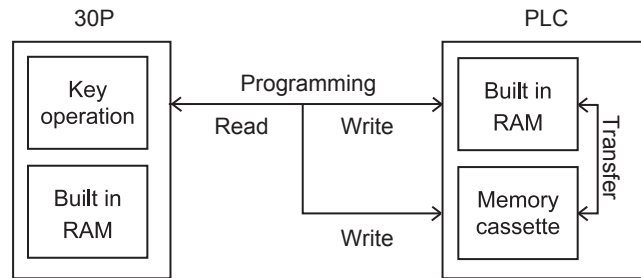 30P
PLC
Key
operation
Built in
RAM
Programming
Read
Write
Write
Built in
RAM
Memory
cassette
Transfer